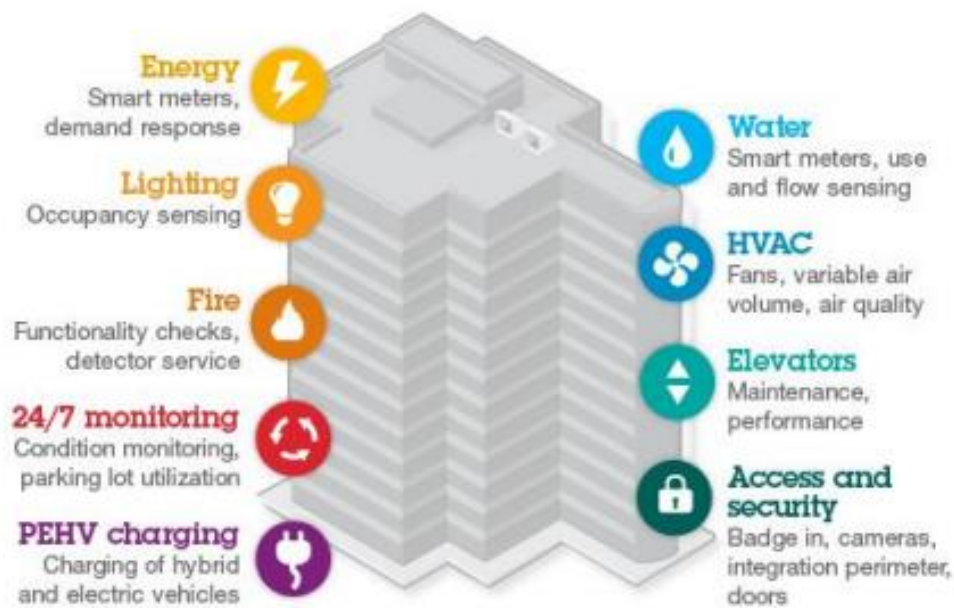 Energy
Smart meters,
demand response
Lighting
Occupancy sensing
Fire
Functionality checks,
detector service
24/7 monitoring
Condition monitoring,
parking lot utilization
PEHV charging
Charging of hybrid
and electric vehicles
Water
Smart meters, use
and flow sensing
HVAC
Fans, variable air
volume, air quality
Elevators
Maintenance,
performance
Access and
security
Badge in, cameras,
integration perimeter,
doors